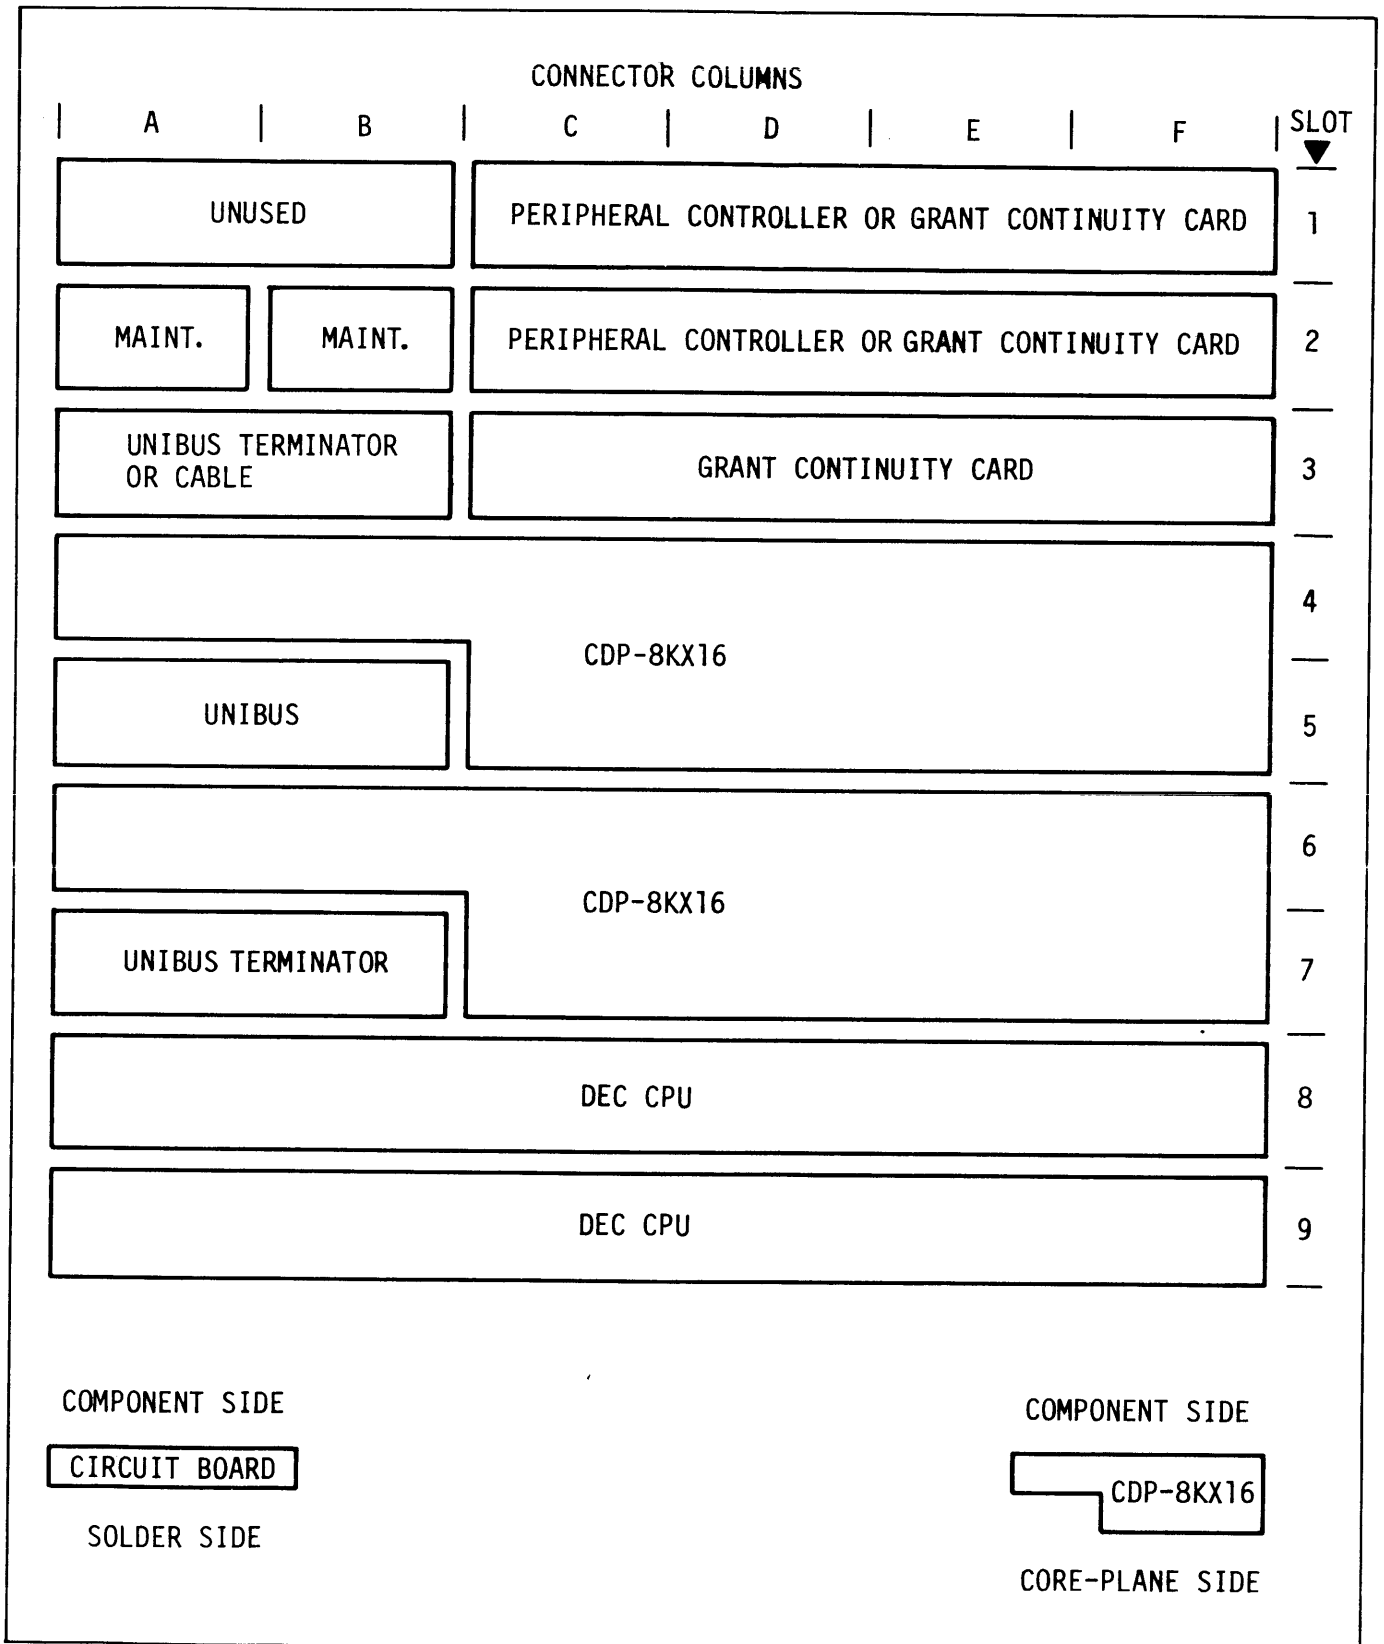 CONNECTOR COLUMNS
A B C D E F SLOT
UNUSED PERIPHERAL CONTROLLER OR GRANT CONTINUITY CARD 1
MAINT. MAINT. PERIPHERAL CONTROLLER OR GRANT CONTINUITY CARD 2
UNIBUS TERMINATOR
OR CABLE
GRANT CONTINUITY CARD 3
4
CDP-8KX16
UNIBUS 5
6
CDP-8KX16
UNIBUS TERMINATOR 7
DEC CPU 8
DEC CPU 9
COMPONENT SIDE
CIRCUIT BOARD
SOLDER SIDE
COMPONENT SIDE
CDP-8KX16
CORE-PLANE SIDE